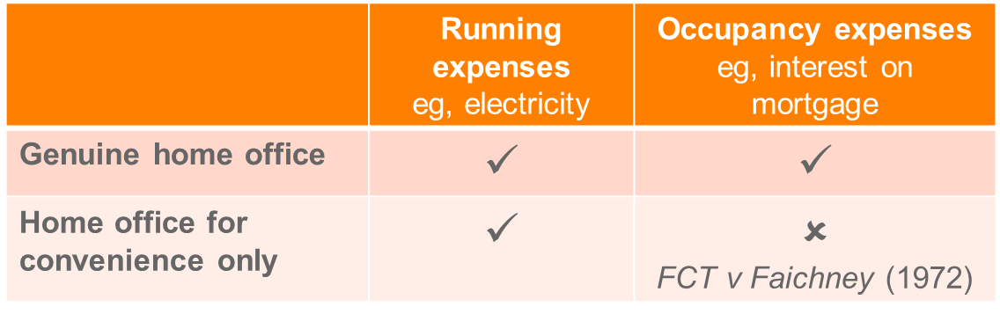 Running
expenses
eg, electricity
Occupancy expenses
eg, interest on
mortgage
Genuine home office
✓
✓
Home office for
convenience only
✓
✗
FCT v Faichney (1972)